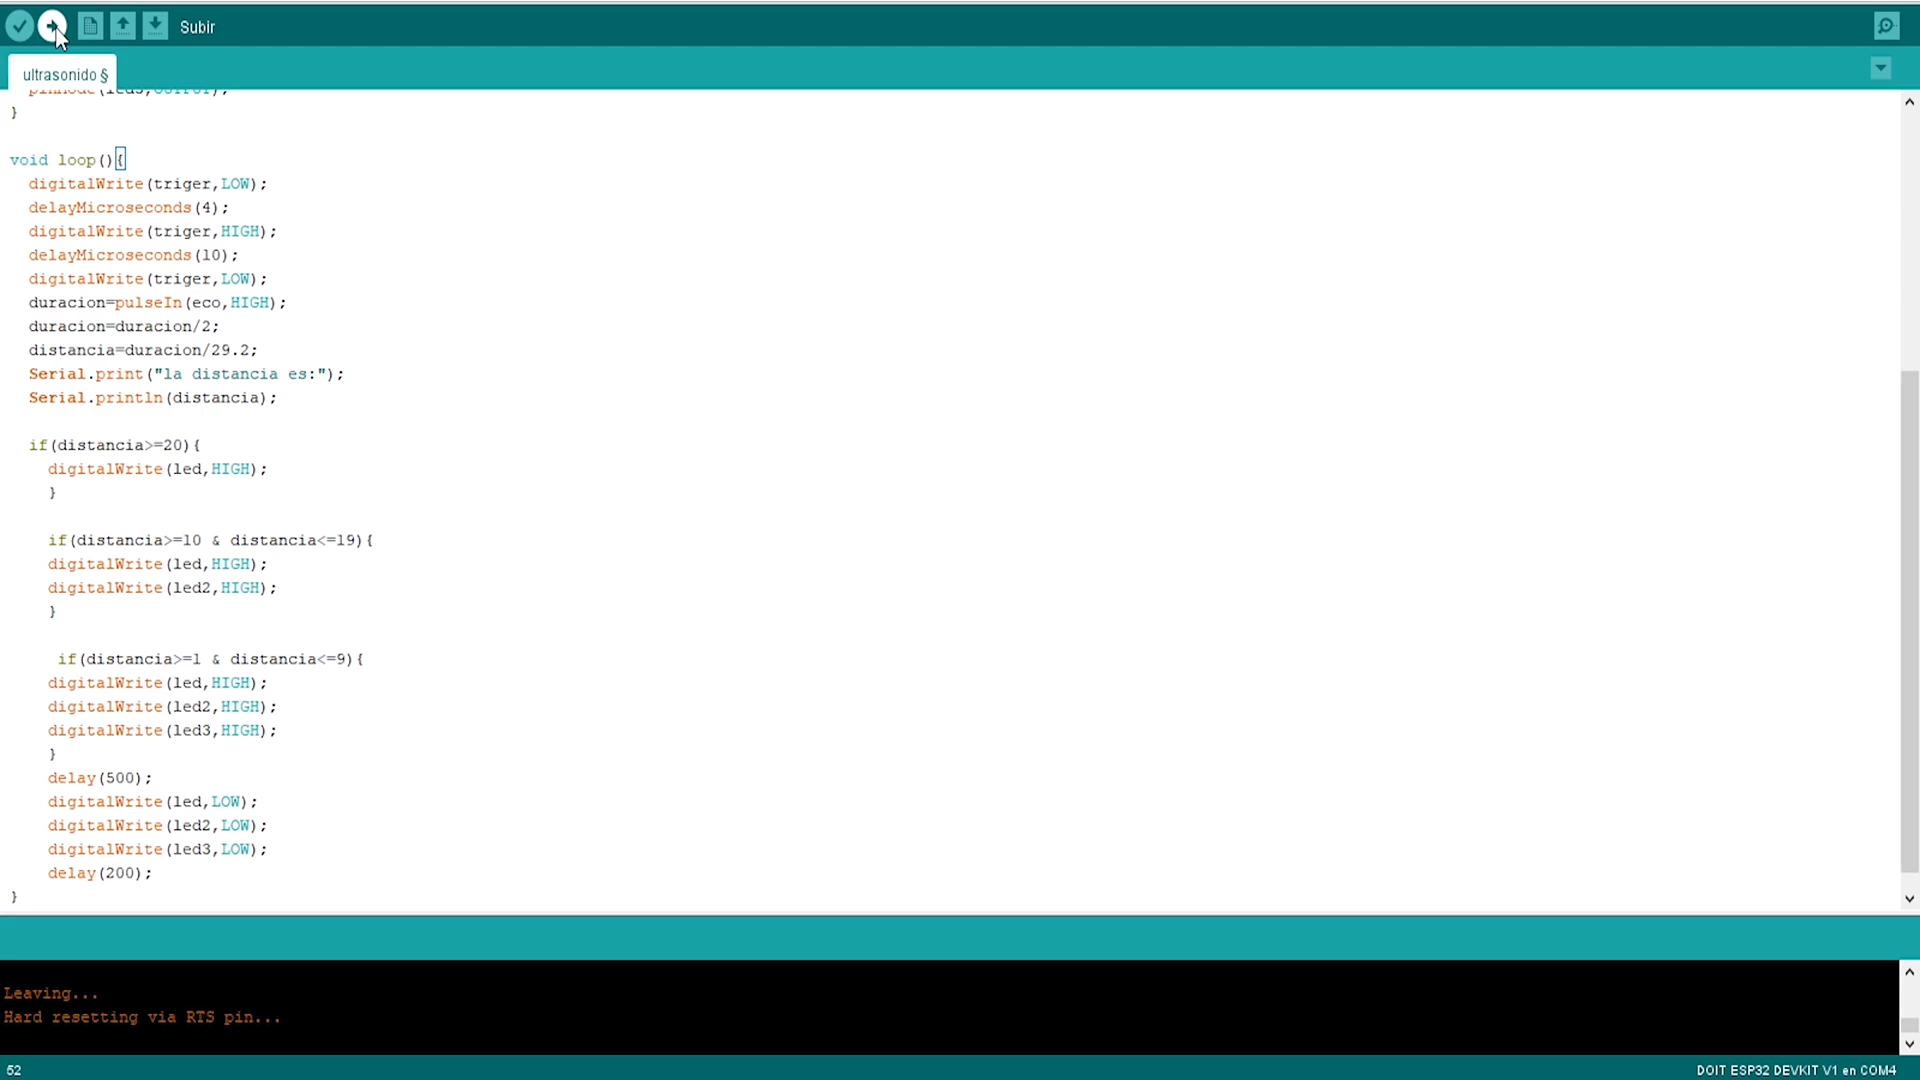 Subir
ultrasonido §
pinMode(led3,OUTPUT);
}
void loop(){
digitalWrite(triger,LOW);
delayMicroseconds(4);
digitalWrite(triger,HIGH);
delayMicroseconds(10);
digitalWrite(triger,LOW);
duracion=pulseIn(eco,HIGH);
duracion=duracion/2;
distancia=duracion/29.2;
Serial.print("la distancia es:");
Serial.println(distancia);
if(distancia>=20){
digitalWrite(led,HIGH);
}
if(distancia>=10 & distancia<=19){
digitalWrite(led,HIGH);
digitalWrite(led2,HIGH);
}
if(distancia>=1 & distancia<=9){
digitalWrite(led,HIGH);
digitalWrite(led2,HIGH);
digitalWrite(led3,HIGH);
}
delay(500);
digitalWrite(led,LOW);
digitalWrite(led2,LOW);
digitalWrite(led3,LOW);
delay(200);
}
Leaving...
Hard resetting via RTS pin...
52
DOIT ESP32 DEVKIT V1 en COM4